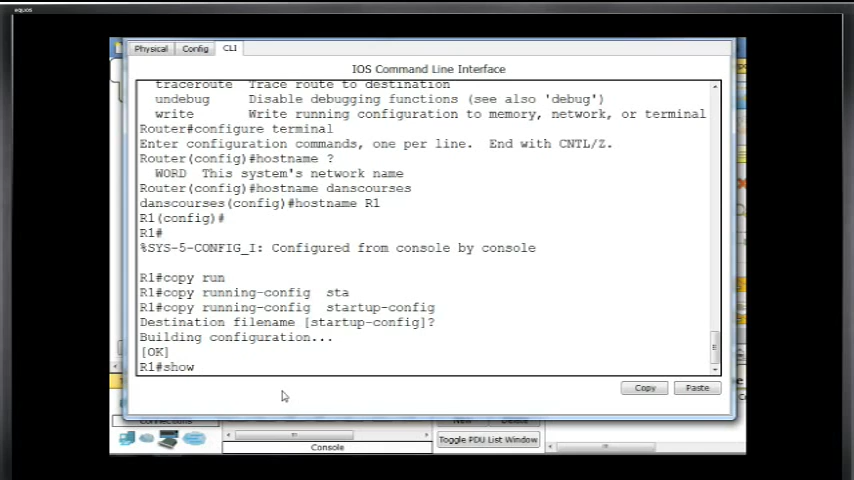 Physical Config CLI
IOS Command Line Interface
traceroute Trace route to destination
undebug Disable debugging functions (see also 'debug')
write Write running configuration to memory, network, or terminal
Router#configure terminal
Enter configuration commands, one per line. End with CNTL/Z.
Router(config)#hostname ?
WORD This system's network name
Router(config)#hostname danscourses
danscourses(config)#hostname R1
R1(config)#
R1#
%SYS-5-CONFIG_I: Configured from console by console
R1#copy run
R1#copy running-config sta
R1#copy running-config startup-config
Destination filename [startup-config]?
Building configuration...
[OK]
R1#show
Copy Paste
Connections
New Delete
Toggle PDU List Window
Console